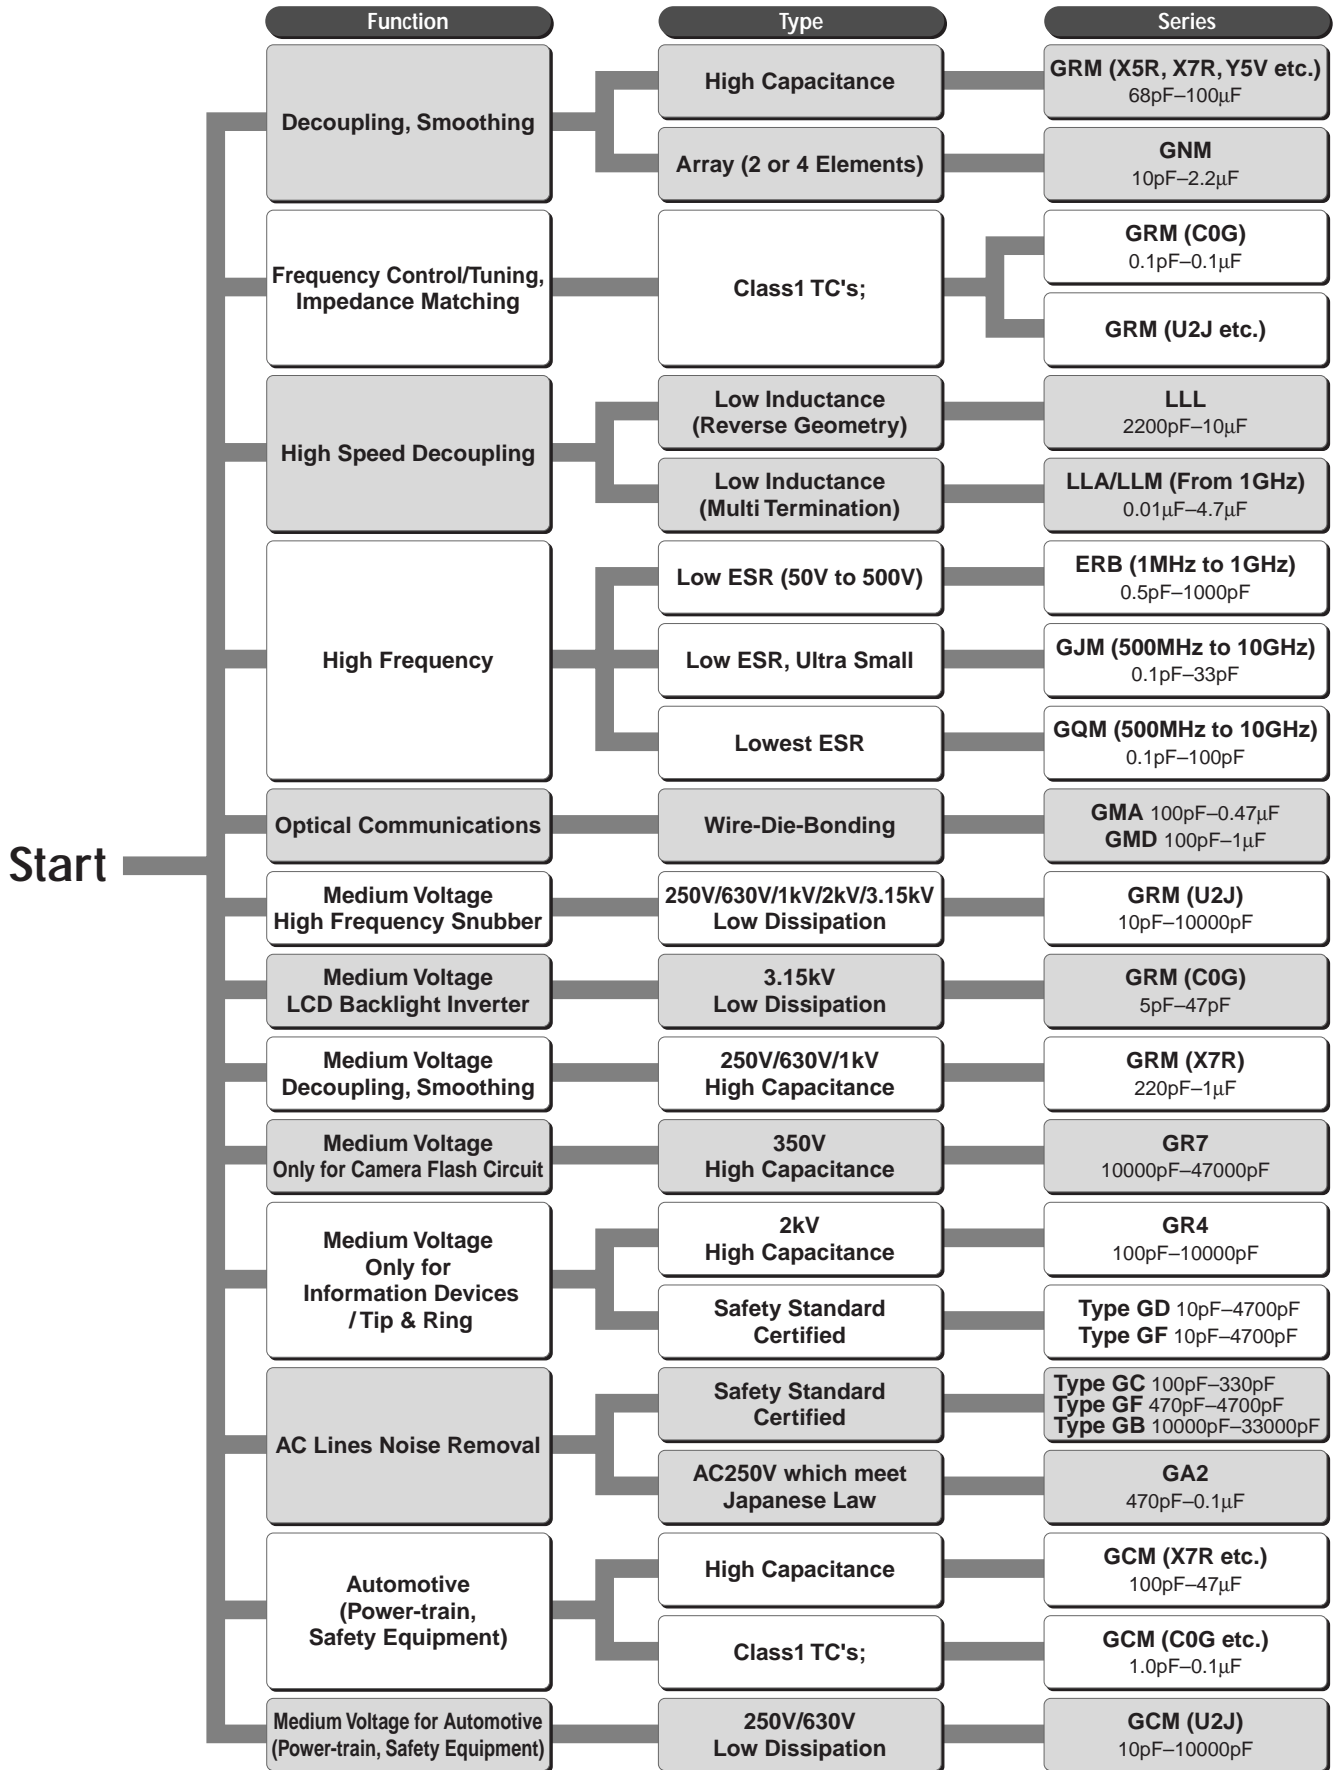 Function
Type
Series
Start
Decoupling, Smoothing
High Capacitance
GRM (X5R, X7R, Y5V etc.)
68pF–100µF
Array (2 or 4 Elements)
GNM
10pF–2.2µF
Frequency Control/Tuning,
Impedance Matching
Class1 TC's;
GRM (C0G)
0.1pF–0.1µF
GRM (U2J etc.)
High Speed Decoupling
Low Inductance
(Reverse Geometry)
LLL
2200pF–10µF
Low Inductance
(Multi Termination)
LLA/LLM (From 1GHz)
0.01µF–4.7µF
High Frequency
Low ESR (50V to 500V)
ERB (1MHz to 1GHz)
0.5pF–1000pF
Low ESR, Ultra Small
GJM (500MHz to 10GHz)
0.1pF–33pF
Lowest ESR
GQM (500MHz to 10GHz)
0.1pF–100pF
Optical Communications
Wire-Die-Bonding
GMA 100pF–0.47µF
GMD 100pF–1µF
Medium Voltage
High Frequency Snubber
250V/630V/1kV/2kV/3.15kV
Low Dissipation
GRM (U2J)
10pF–10000pF
Medium Voltage
LCD Backlight Inverter
3.15kV
Low Dissipation
GRM (C0G)
5pF–47pF
Medium Voltage
Decoupling, Smoothing
250V/630V/1kV
High Capacitance
GRM (X7R)
220pF–1µF
Medium Voltage
Only for Camera Flash Circuit
350V
High Capacitance
GR7
10000pF–47000pF
Medium Voltage
Only for
Information Devices
/ Tip & Ring
2kV
High Capacitance
GR4
100pF–10000pF
Safety Standard
Certified
Type GD 10pF–4700pF
Type GF 10pF–4700pF
AC Lines Noise Removal
Safety Standard
Certified
Type GC 100pF–330pF
Type GF 470pF–4700pF
Type GB 10000pF–33000pF
AC250V which meet
Japanese Law
GA2
470pF–0.1µF
Automotive
(Power-train,
Safety Equipment)
High Capacitance
GCM (X7R etc.)
100pF–47µF
Class1 TC's;
GCM (C0G etc.)
1.0pF–0.1µF
Medium Voltage for Automotive
(Power-train, Safety Equipment)
250V/630V
Low Dissipation
GCM (U2J)
10pF–10000pF